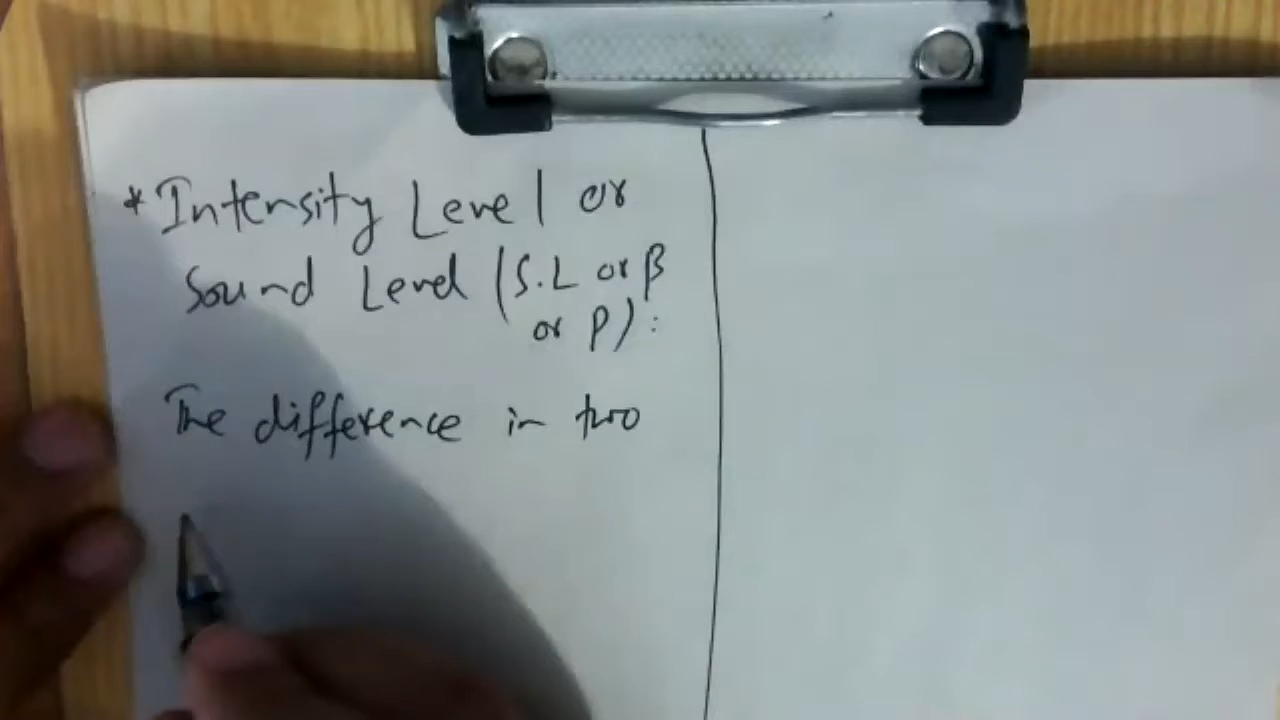 * Intensity Level or
Sound Level (S.L or β
or P):
The difference in two